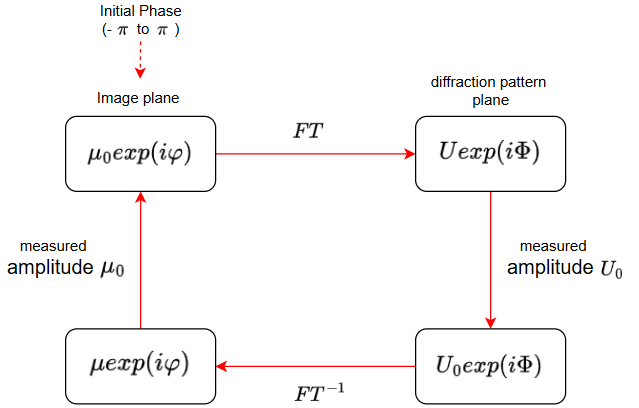 Initial Phase
(- π to π )
Image plane
diffraction pattern
plane
μ₀exp(iφ)
FT
Uexp(iΦ)
measured
amplitude μ₀
measured
amplitude U₀
μexp(iφ)
FT⁻¹
U₀exp(iΦ)